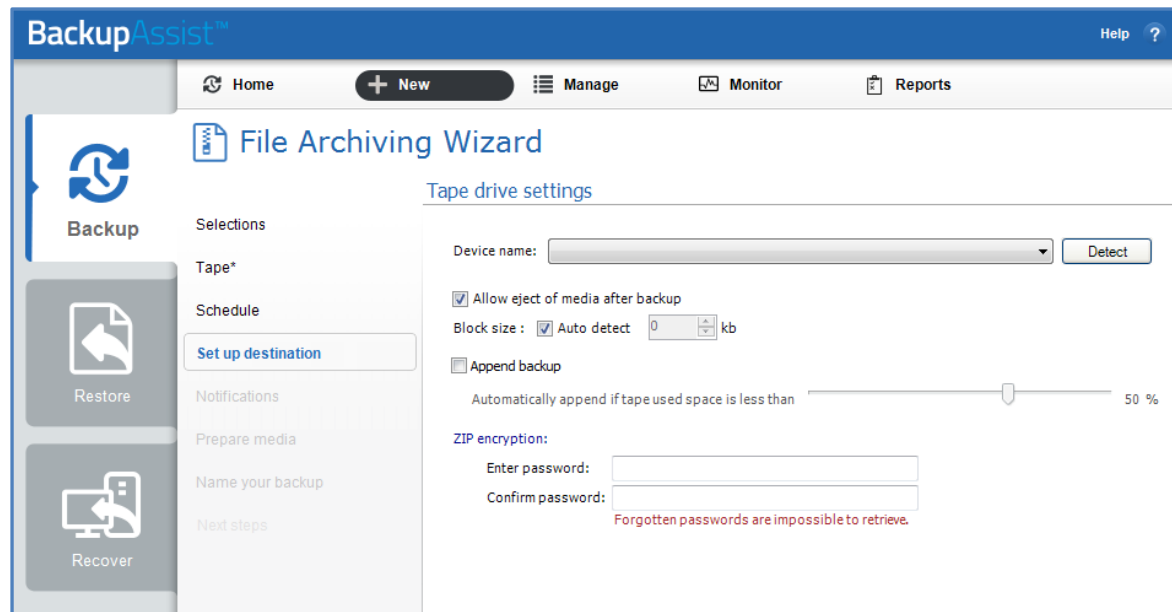 BackupAssist™
Help ?
Home New Manage Monitor Reports
File Archiving Wizard
Tape drive settings
Backup
Restore
Recover
Selections
Tape*
Schedule
Set up destination
Notifications
Prepare media
Name your backup
Next steps
Device name: Detect
Allow eject of media after backup
Block size : Auto detect 0 kb
Append backup
Automatically append if tape used space is less than 50 %
ZIP encryption:
Enter password:
Confirm password:
Forgotten passwords are impossible to retrieve.